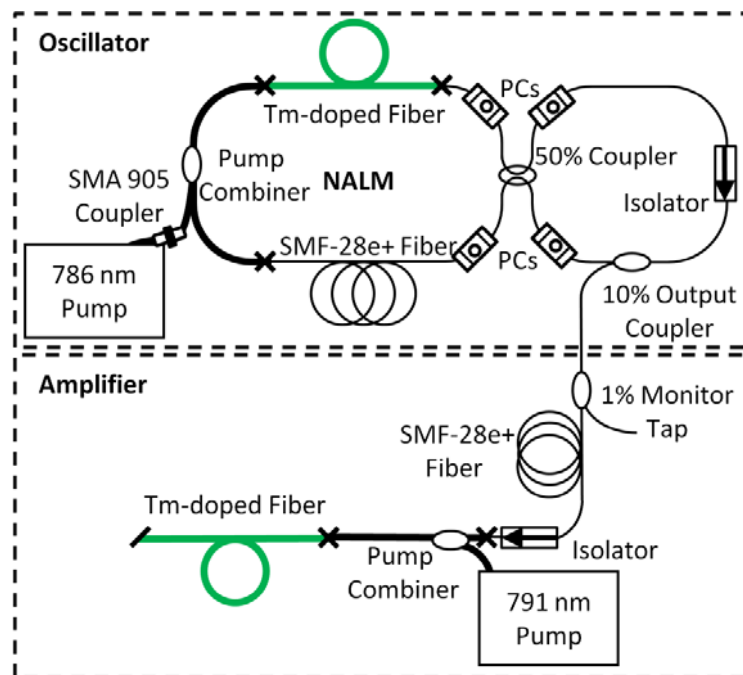 Oscillator
PCs
Tm-doped Fiber
Pump
Combiner
50% Coupler
SMA 905
Coupler
NALM
Isolator
SMF-28e+ Fiber
PCs
786 nm
Pump
10% Output
Coupler
Amplifier
1% Monitor
Tap
SMF-28e+
Fiber
Tm-doped Fiber
Isolator
Pump
Combiner
791 nm
Pump